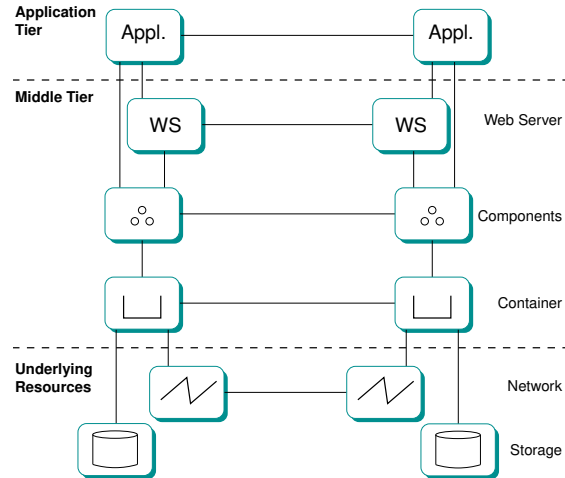 Application
Tier
Appl.
Appl.
Middle Tier
WS
WS
Web Server
Components
Container
Underlying
Resources
Network
Storage